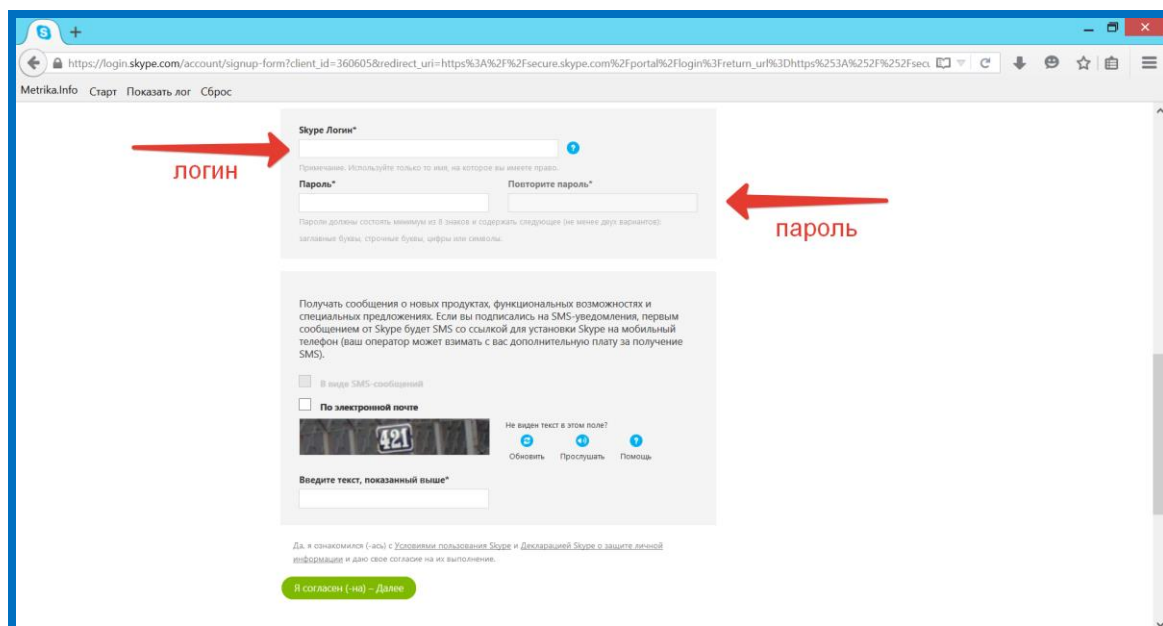 https://login.skype.com/account/signup-form?client_id=360605&redirect_uri=https%3A%2F%2Fsecure.skype.com%2Fportal%2Flogin%3Freturn_url%3Dhttps%253A%252F%252Fsecu
Metrika.Info Старт Показать лог Сброс
Skype Логин*
логин
Примечание. Используйте только то имя, на которое вы имеете право.
Пароль* Повторите пароль*
пароль
Пароли должны состоять минимум из 8 знаков и содержать следующее (не менее двух вариантов):
заглавные буквы, строчные буквы, цифры или символы.
Получать сообщения о новых продуктах, функциональных возможностях и
специальных предложениях. Если вы подписались на SMS-уведомления, первым
сообщением от Skype будет SMS со ссылкой для установки Skype на мобильный
телефон (ваш оператор может взимать с вас дополнительную плату за получение
SMS).
В виде SMS-сообщений
По электронной почте
421
Не виден текст в этом поле?
Обновить Прослушать Помощь
Введите текст, показанный выше*
Да, я ознакомился (-ась) с Условиями пользования Skype и Декларацией Skype о защите личной
информации и даю свое согласие на их выполнение.
Я согласен (-на) – Далее